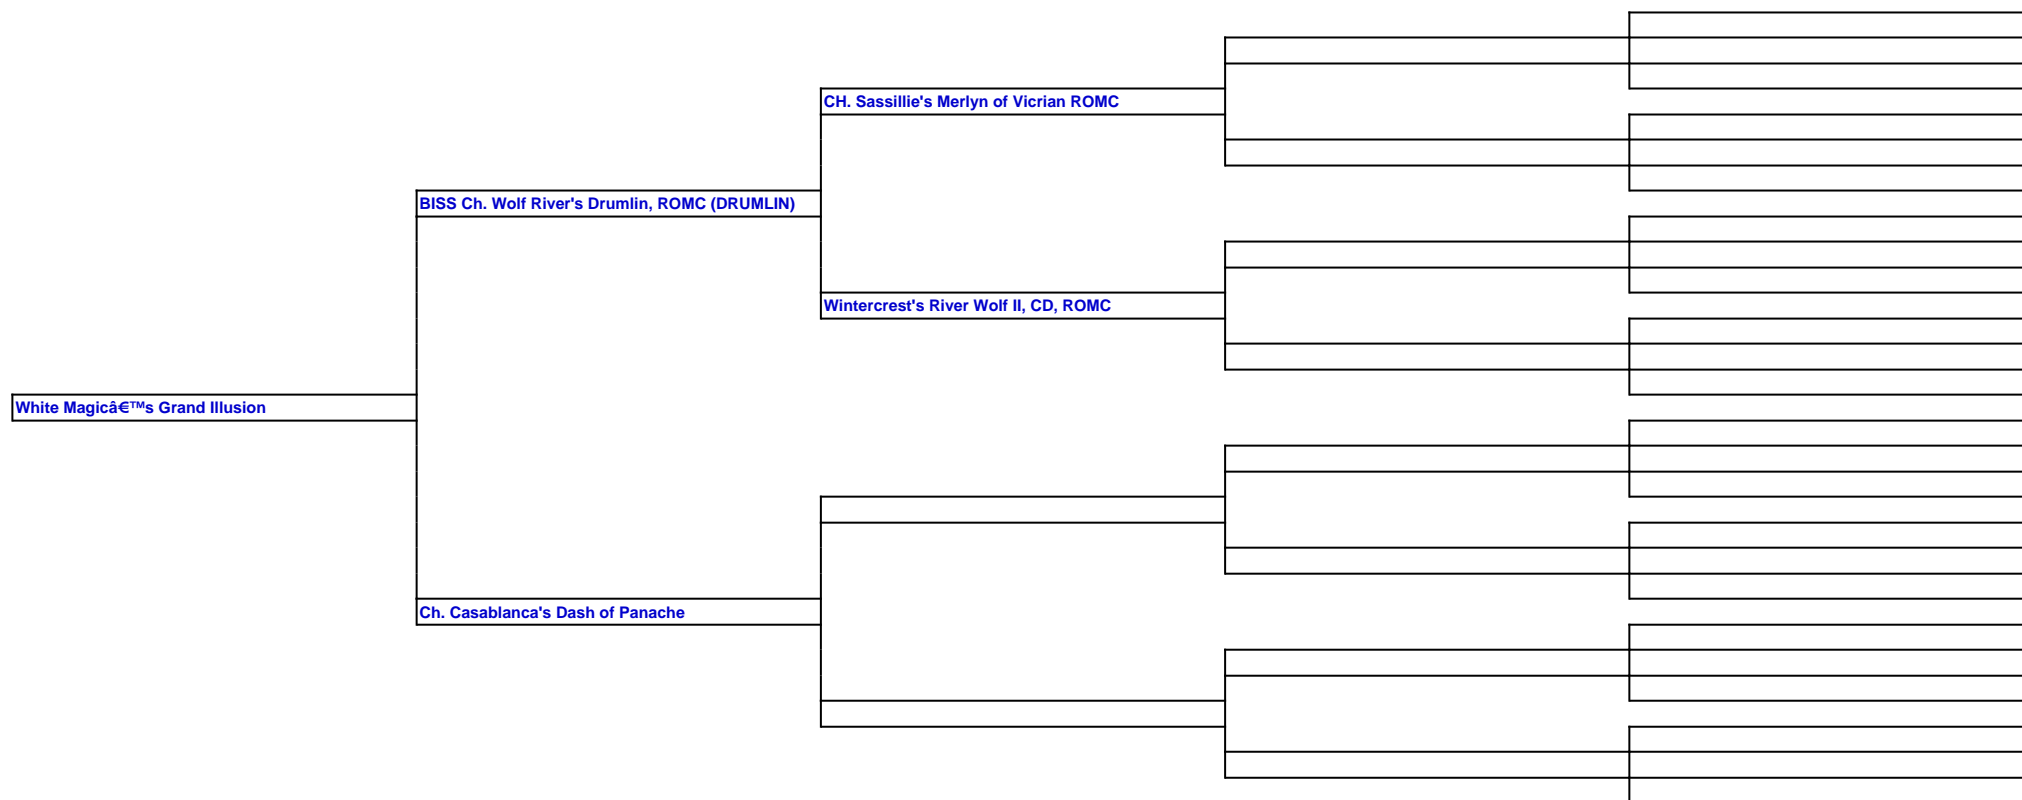 CH. Sassillie's Merlyn of Vicrian ROMC
BISS Ch. Wolf River's Drumlin, ROMC (DRUMLIN)
Wintercrest's River Wolf II, CD, ROMC
White Magicâ€™s Grand Illusion
Ch. Casablanca's Dash of Panache